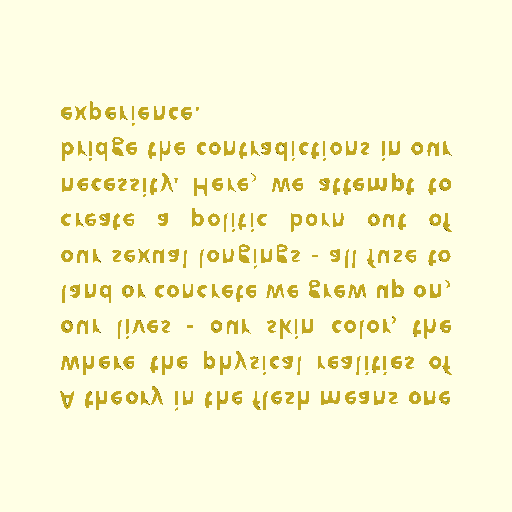 A theory in the flesh means one
where the physical realities of
our lives - our skin color, the
land or concrete we grew up on,
our sexual longings - all fuse to
create a politic born out of
necessity. Here, we attempt to
bridge the contradictions in our
experience.